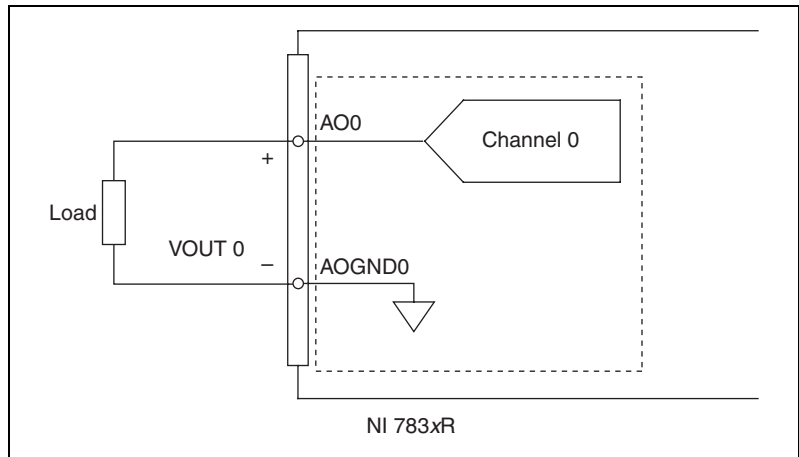 AO0
Channel 0
+
Load
VOUT 0
–
AOGND0
NI 783xR